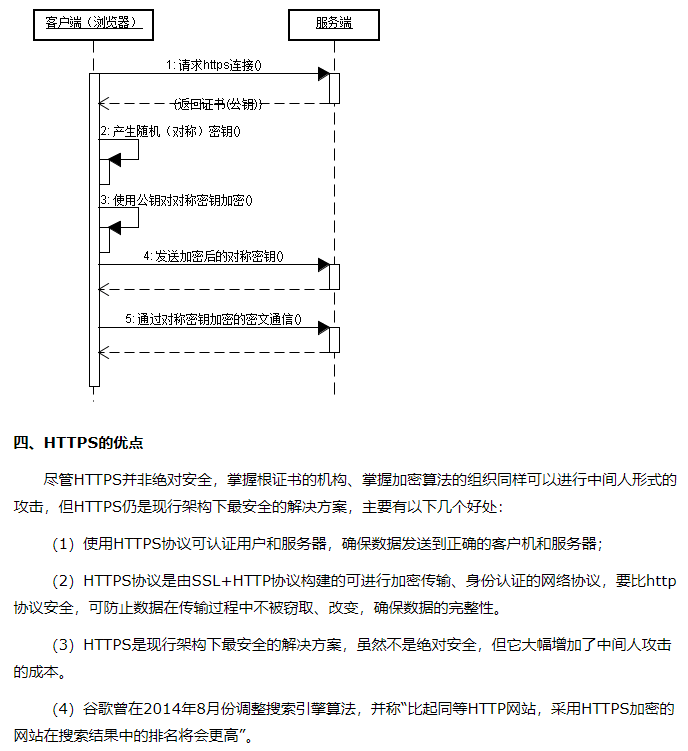 客户端（浏览器）
服务端
1: 请求https连接()
(返回证书(公钥))
2: 产生随机（对称）密钥()
3: 使用公钥对对称密钥加密()
4: 发送加密后的对称密钥()
5: 通过对称密钥加密的密文通信()
四、HTTPS的优点
尽管HTTPS并非绝对安全，掌握根证书的机构、掌握加密算法的组织同样可以进行中间人形式的
攻击，但HTTPS仍是现行架构下最安全的解决方案，主要有以下几个好处：
（1）使用HTTPS协议可认证用户和服务器，确保数据发送到正确的客户机和服务器；
（2）HTTPS协议是由SSL+HTTP协议构建的可进行加密传输、身份认证的网络协议，要比http
协议安全，可防止数据在传输过程中不被窃取、改变，确保数据的完整性。
（3）HTTPS是现行架构下最安全的解决方案，虽然不是绝对安全，但它大幅增加了中间人攻击
的成本。
（4）谷歌曾在2014年8月份调整搜索引擎算法，并称“比起同等HTTP网站，采用HTTPS加密的
网站在搜索结果中的排名将会更高”。